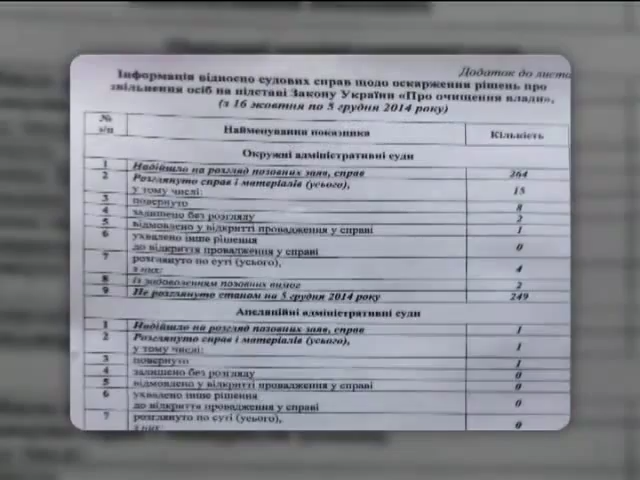 Додаток до листа
Інформація відносно судових справ щодо оскарження рішень про
звільнення осіб на підставі Закону України «Про очищення влади»,
(з 16 жовтня по 5 грудня 2014 року)
№ з/п Найменування показника Кількість
Окружні адміністративні суди
1 Надійшло на розгляд позовних заяв, справ 264
2 Розглянуто справ і матеріалів (усього),
у тому числі: 15
3 повернуто 8
4 залишено без розгляду 2
5 відмовлено у відкритті провадження у справі 1
6 ухвалено інше рішення
до відкриття провадження у справі 0
7 розглянуто по суті (усього),
з них: 4
8 із задоволенням позовних вимог 2
9 Не розглянуто станом на 5 грудня 2014 року 249
Апеляційні адміністративні суди
1 Надійшло на розгляд позовних заяв, справ 1
2 Розглянуто справ і матеріалів (усього),
у тому числі: 1
3 повернуто 1
4 залишено без розгляду 0
5 відмовлено у відкритті провадження у справі 0
6 ухвалено інше рішення
до відкриття провадження у справі 0
7 розглянуто по суті (усього),
з них: 0